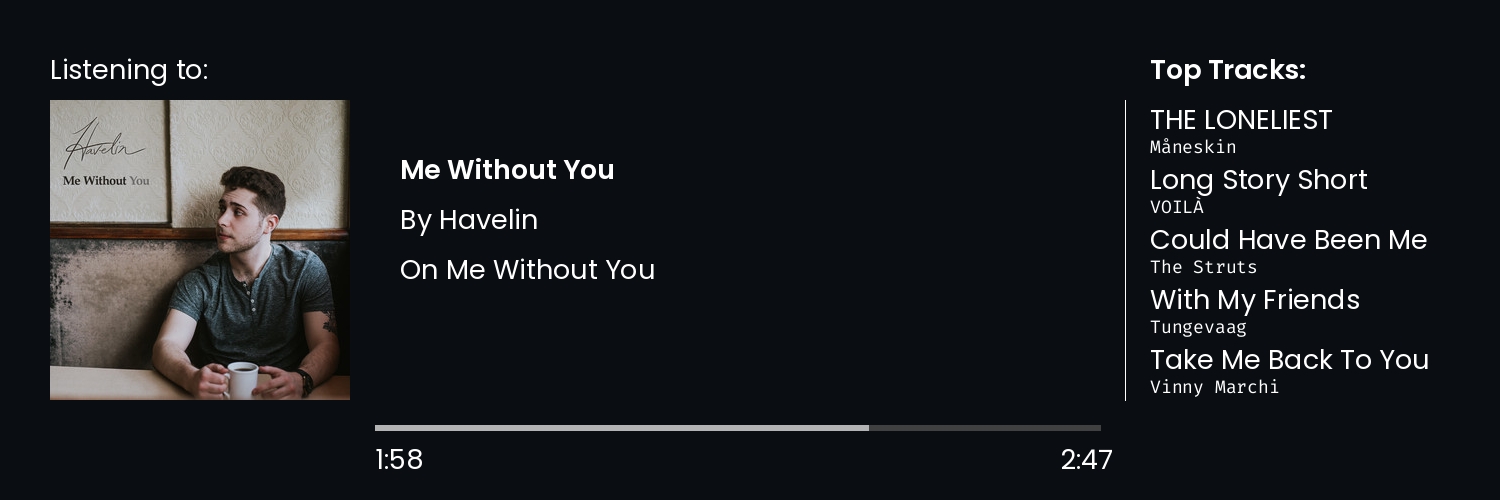 Listening to:
Havelin
Me Without You
Me Without You
By Havelin
On Me Without You
1:58
2:47
Top Tracks:
THE LONELIEST
Måneskin
Long Story Short
VOILÀ
Could Have Been Me
The Struts
With My Friends
Tungevaag
Take Me Back To You
Vinny Marchi